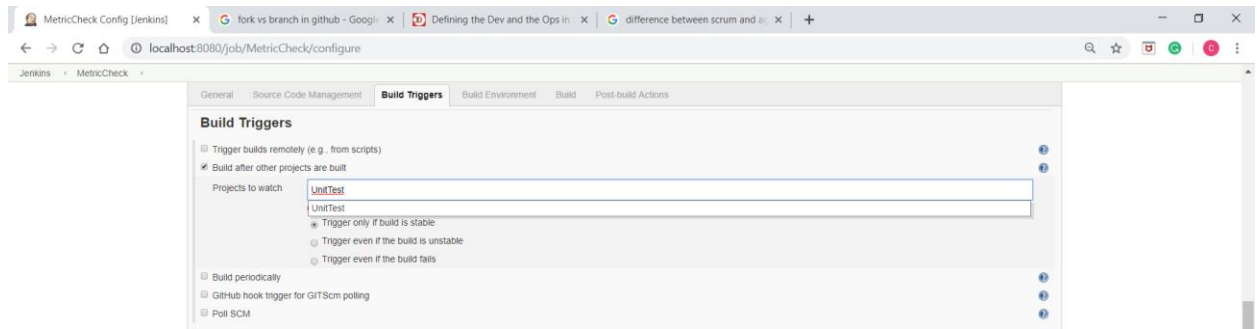 MetricCheck Config [Jenkins]
fork vs branch in github - Googl
Defining the Dev and the Ops in
difference between scrum and ag
localhost:8080/job/MetricCheck/configure
Jenkins MetricCheck
General Source Code Management Build Triggers Build Environment Build Post-build Actions
Build Triggers
Trigger builds remotely (e.g., from scripts)
Build after other projects are built
Projects to watch UnitTest
UnitTest
Trigger only if build is stable
Trigger even if the build is unstable
Trigger even if the build fails
Build periodically
GitHub hook trigger for GITScm polling
Poll SCM